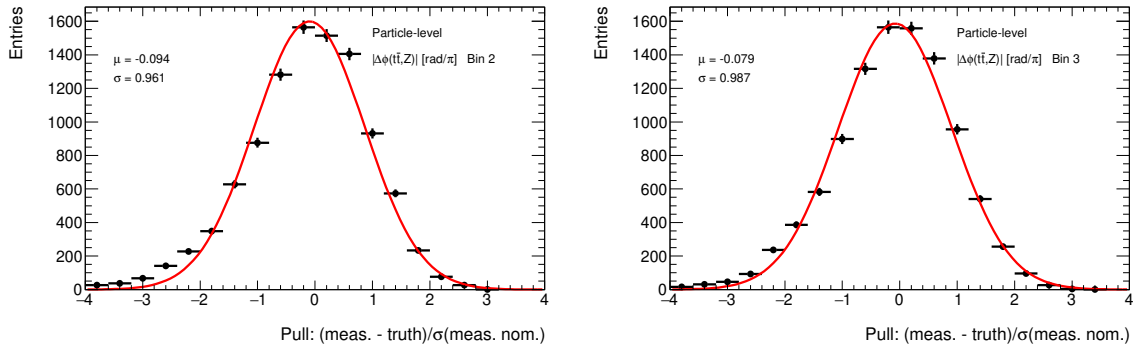 Entries
1600
1400
1200
1000
800
600
400
200
0
μ = -0.094
σ = 0.961
Particle-level
|Δϕ(tt̄,Z)| [rad/π] Bin 2
−4 −3 −2 −1 0 1 2 3 4
Pull: (meas. - truth)/σ(meas. nom.)
Entries
1600
1400
1200
1000
800
600
400
200
0
μ = -0.079
σ = 0.987
Particle-level
|Δϕ(tt̄,Z)| [rad/π] Bin 3
−4 −3 −2 −1 0 1 2 3 4
Pull: (meas. - truth)/σ(meas. nom.)